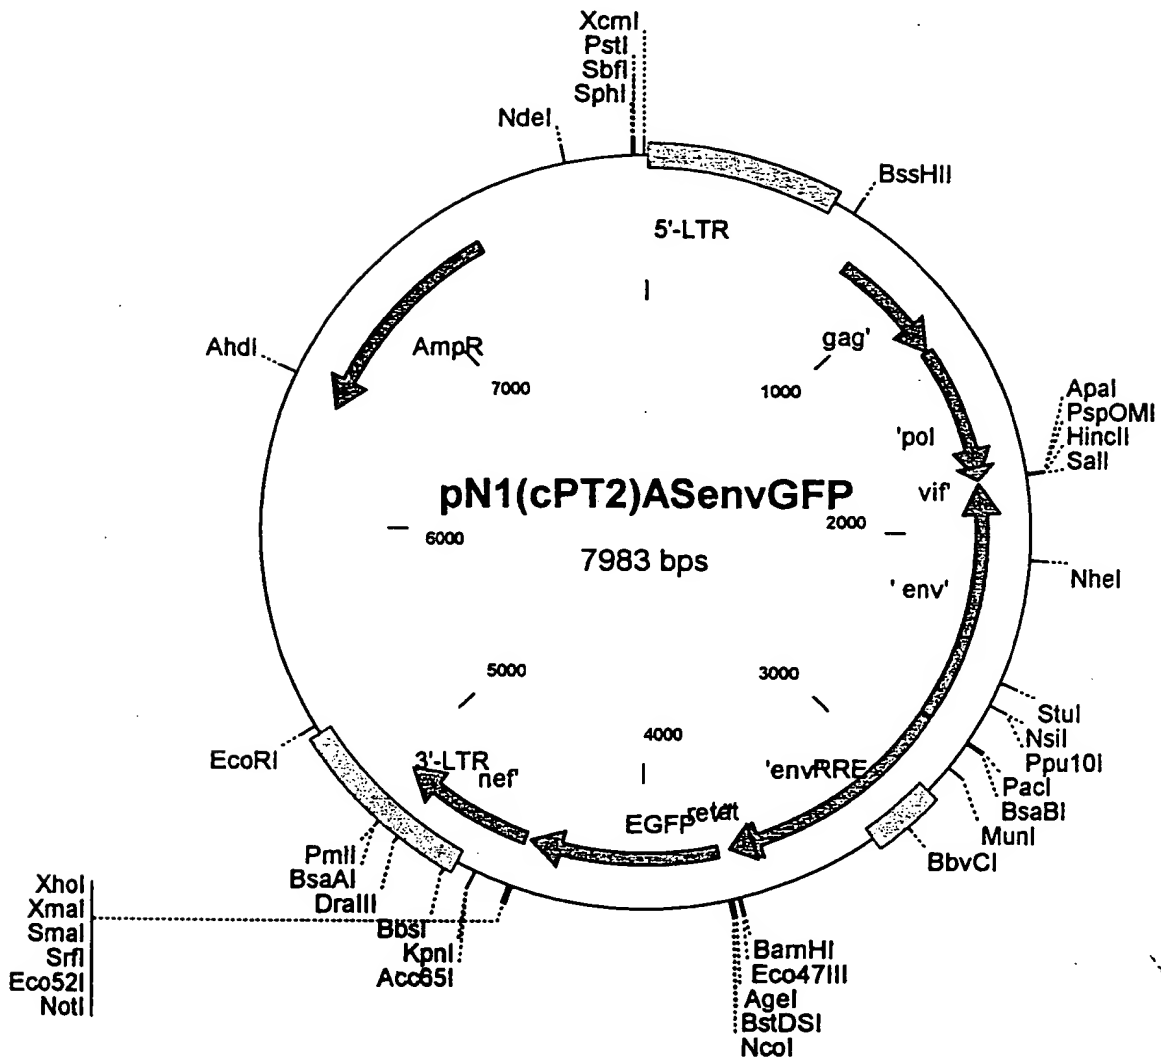 XcmI
PstI
SbfI
SphI
NdeI
BssHII
5'-LTR
AhdI
AmpR
gag'
7000
1000
ApaI
PspOMI
HincII
SalI
'pol
vif'
pN1(cPT2)ASenvGFP
7983 bps
6000
2000
NheI
' env'
5000
3000
StuI
NsiI
Ppu10I
PacI
BsaBI
MunI
BbvCI
EcoRI
3'-LTR
nef'
4000
RRE
EGFP
PmlI
BsaAI
DraIII
BbsI
KpnI
Acc65I
XhoI
XmaI
SmaI
SrfI
Eco52I
NotI
BamHI
Eco47III
AgeI
BstDSI
NcoI